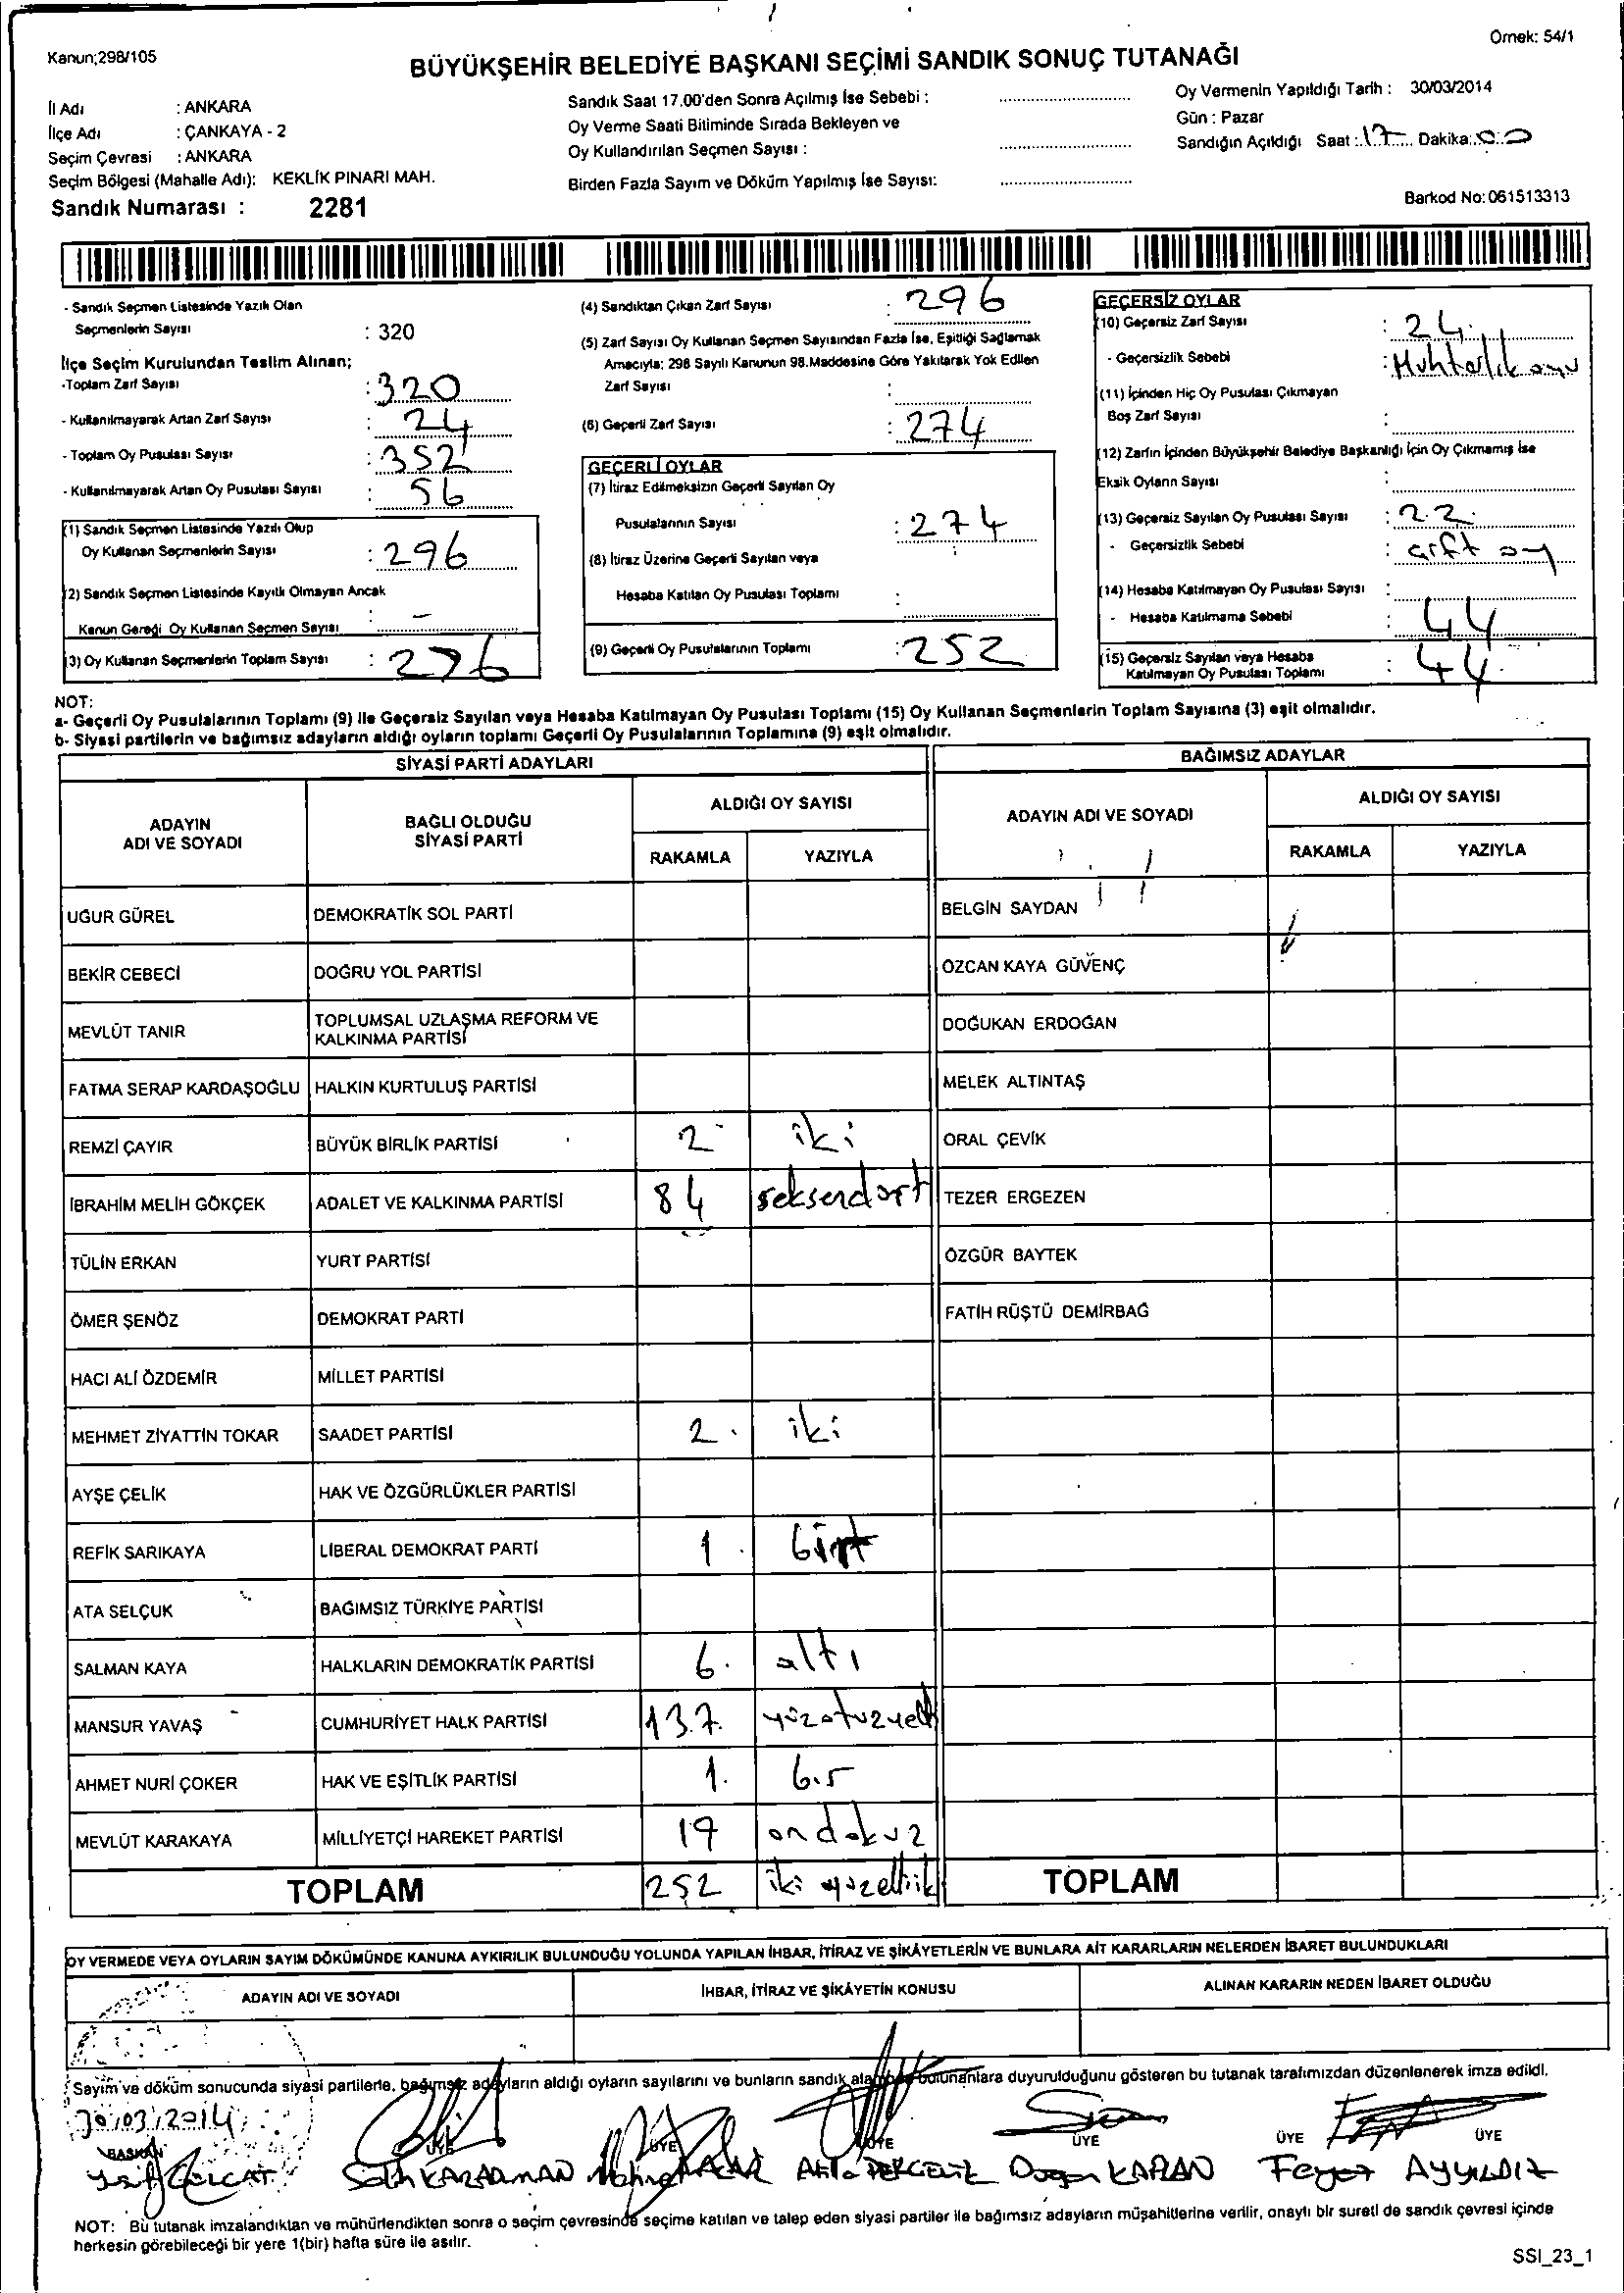 Örnek: 54/1
Kanun;298/105
BÜYÜKŞEHİR BELEDİYE BAŞKANI SEÇİMİ SANDIK SONUÇ TUTANAĞI
İl Adı : ANKARA
İlçe Adı : ÇANKAYA - 2
Seçim Çevresi : ANKARA
Seçim Bölgesi (Mahalle Adı): KEKLİK PINARI MAH.
Sandık Numarası : 2281
Sandık Saat 17.00'den Sonra Açılmış İse Sebebi :
Oy Verme Saati Bitiminde Sırada Bekleyen ve
Oy Kullandırılan Seçmen Sayısı :
Birden Fazla Sayım ve Döküm Yapılmış İse Sayısı:
Oy Vermenin Yapıldığı Tarih : 30/03/2014
Gün : Pazar
Sandığın Açıldığı Saat : 17 Dakika: 00
Barkod No: 061513313
- Sandık Seçmen Listesinde Yazılı Olan
Seçmenlerin Sayısı : 320
İlçe Seçim Kurulundan Teslim Alınan;
-Toplam Zarf Sayısı : 320
- Kullanılmayarak Artan Zarf Sayısı : 24
- Toplam Oy Pusulası Sayısı : 352
- Kullanılmayarak Artan Oy Pusulası Sayısı : 56
(1) Sandık Seçmen Listesinde Yazılı Olup
Oy Kullanan Seçmenlerin Sayısı : 296
(2) Sandık Seçmen Listesinde Kayıtlı Olmayan Ancak
Kanun Gereği Oy Kullanan Seçmen Sayısı : -
(3) Oy Kullanan Seçmenlerin Toplam Sayısı : 296
(4) Sandıktan Çıkan Zarf Sayısı : 296
(5) Zarf Sayısı Oy Kullanan Seçmen Sayısından Fazla İse, Eşitliği Sağlamak
Amacıyla; 298 Sayılı Kanunun 98.Maddesine Göre Yakılarak Yok Edilen
Zarf Sayısı :
(6) Geçerli Zarf Sayısı : 274
GEÇERLİ OYLAR
(7) İtiraz Edilmeksizin Geçerli Sayılan Oy
Pusulalarının Sayısı : 274
(8) İtiraz Üzerine Geçerli Sayılan veya
Hesaba Katılan Oy Pusulası Toplamı :
(9) Geçerli Oy Pusulalarının Toplamı : 252
GEÇERSİZ OYLAR
(10) Geçersiz Zarf Sayısı : 24
- Geçersizlik Sebebi : Muhtarlık oyu
(11) İçinden Hiç Oy Pusulası Çıkmayan
Boş Zarf Sayısı :
(12) Zarfın İçinden Büyükşehir Belediye Başkanlığı İçin Oy Çıkmamış İse
Eksik Oyların Sayısı :
(13) Geçersiz Sayılan Oy Pusulası Sayısı : 22
- Geçersizlik Sebebi : Çift oy
(14) Hesaba Katılmayan Oy Pusulası Sayısı :
- Hesaba Katılmama Sebebi : 44
(15) Geçersiz Sayılan veya Hesaba
Katılmayan Oy Pusulası Toplamı : 44
NOT:
a- Geçerli Oy Pusulalarının Toplamı (9) ile Geçersiz Sayılan veya Hesaba Katılmayan Oy Pusulası Toplamı (15) Oy Kullanan Seçmenlerin Toplam Sayısına (3) eşit olmalıdır.
b- Siyasi partilerin ve bağımsız adayların aldığı oyların toplamı Geçerli Oy Pusulalarının Toplamına (9) eşit olmalıdır.
SİYASİ PARTİ ADAYLARI
BAĞIMSIZ ADAYLAR
ADAYIN ADI VE SOYADI
BAĞLI OLDUĞU SİYASİ PARTİ
ALDIĞI OY SAYISI
RAKAMLA YAZIYLA
ADAYIN ADI VE SOYADI
ALDIĞI OY SAYISI
RAKAMLA YAZIYLA
UĞUR GÜREL DEMOKRATİK SOL PARTİ BELGİN SAYDAN
BEKİR CEBECİ DOĞRU YOL PARTİSİ ÖZCAN KAYA GÜVENÇ
MEVLÜT TANIR TOPLUMSAL UZLAŞMA REFORM VE KALKINMA PARTİSİ DOĞUKAN ERDOĞAN
FATMA SERAP KARDAŞOĞLU HALKIN KURTULUŞ PARTİSİ MELEK ALTINTAŞ
REMZİ ÇAYIR BÜYÜK BİRLİK PARTİSİ 2 iki ORAL ÇEVİK
İBRAHİM MELİH GÖKÇEK ADALET VE KALKINMA PARTİSİ 84 seksendört TEZER ERGEZEN
TÜLİN ERKAN YURT PARTİSİ ÖZGÜR BAYTEK
ÖMER ŞENÖZ DEMOKRAT PARTİ FATİH RÜŞTÜ DEMİRBAĞ
HACI ALİ ÖZDEMİR MİLLET PARTİSİ
MEHMET ZİYATTİN TOKAR SAADET PARTİSİ 2 iki
AYŞE ÇELİK HAK VE ÖZGÜRLÜKLER PARTİSİ
REFİK SARIKAYA LİBERAL DEMOKRAT PARTİ 1 bir
ATA SELÇUK BAĞIMSIZ TÜRKİYE PARTİSİ
SALMAN KAYA HALKLARIN DEMOKRATİK PARTİSİ 6 altı
MANSUR YAVAŞ CUMHURİYET HALK PARTİSİ 137 yüzotuzyedi
AHMET NURİ ÇOKER HAK VE EŞİTLİK PARTİSİ 1 bir
MEVLÜT KARAKAYA MİLLİYETÇİ HAREKET PARTİSİ 19 ondokuz
TOPLAM 252 iki yüzelliiki TOPLAM
OY VERMEDE VEYA OYLARIN SAYIM DÖKÜMÜNDE KANUNA AYKIRILIK BULUNDUĞU YOLUNDA YAPILAN İHBAR, İTİRAZ VE ŞİKÂYETLERİN VE BUNLARA AİT KARARLARIN NELERDEN İBARET BULUNDUKLARI
ADAYIN ADI VE SOYADI İHBAR, İTİRAZ VE ŞİKÂYETİN KONUSU ALINAN KARARIN NEDEN İBARET OLDUĞU
Sayım ve döküm sonucunda siyasi partilerle, bağımsız adayların aldığı oyların sayılarını ve bunların sandık bulunanlara duyurulduğunu gösteren bu tutanak tarafımızdan düzenlenerek imza edildi.
30/03/2014
BAŞKAN ÜYE ÜYE ÜYE ÜYE ÜYE ÜYE
Salih KARAAMAN Doğan KAPLAN AYYILDIZ
NOT: Bu tutanak imzalandıktan ve mühürlendikten sonra o seçim çevresinde seçime katılan ve talep eden siyasi partiler ile bağımsız adayların müşahitlerine verilir, onaylı bir sureti de sandık çevresi içinde
herkesin görebileceği bir yere 1(bir) hafta süre ile asılır.
SSI_23_1